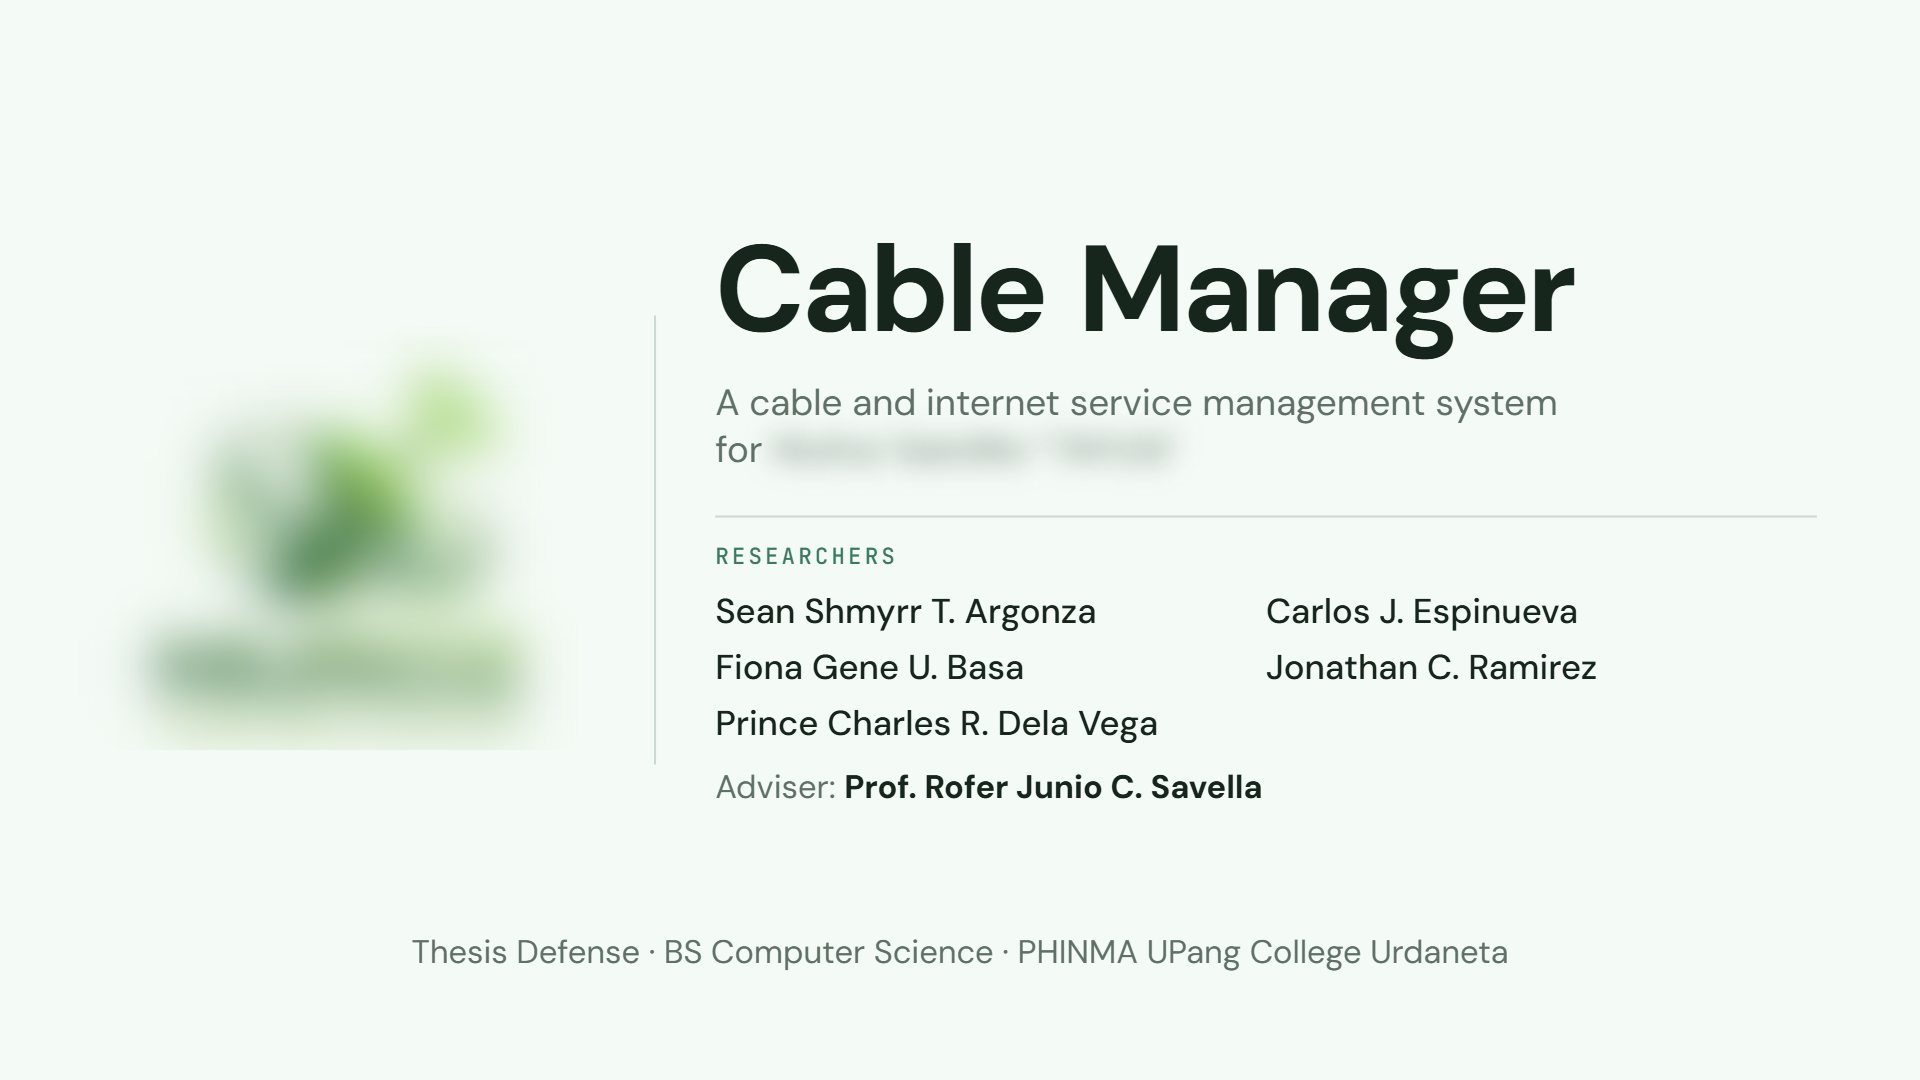 Cable Manager
A cable and internet service management system
for
RESEARCHERS
Sean Shmyrr T. Argonza
Carlos J. Espinueva
Fiona Gene U. Basa
Jonathan C. Ramirez
Prince Charles R. Dela Vega
Adviser: Prof. Rofer Junio C. Savella
Thesis Defense · BS Computer Science · PHINMA UPang College Urdaneta